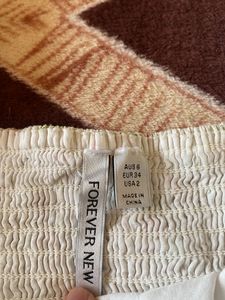 FOREVER NEW
AUS 6
EUR 34
USA 2
MADE IN
CHINA